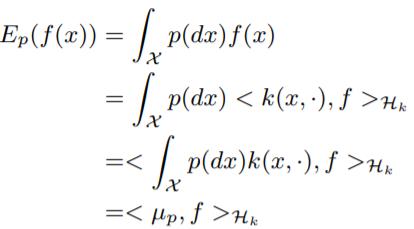 E_p(f(x)) = ∫_𝒳 p(dx)f(x)
= ∫_𝒳 p(dx) < k(x, ·), f >_{ℋ_k}
=< ∫_𝒳 p(dx)k(x, ·), f >_{ℋ_k}
=< μ_p, f >_{ℋ_k}